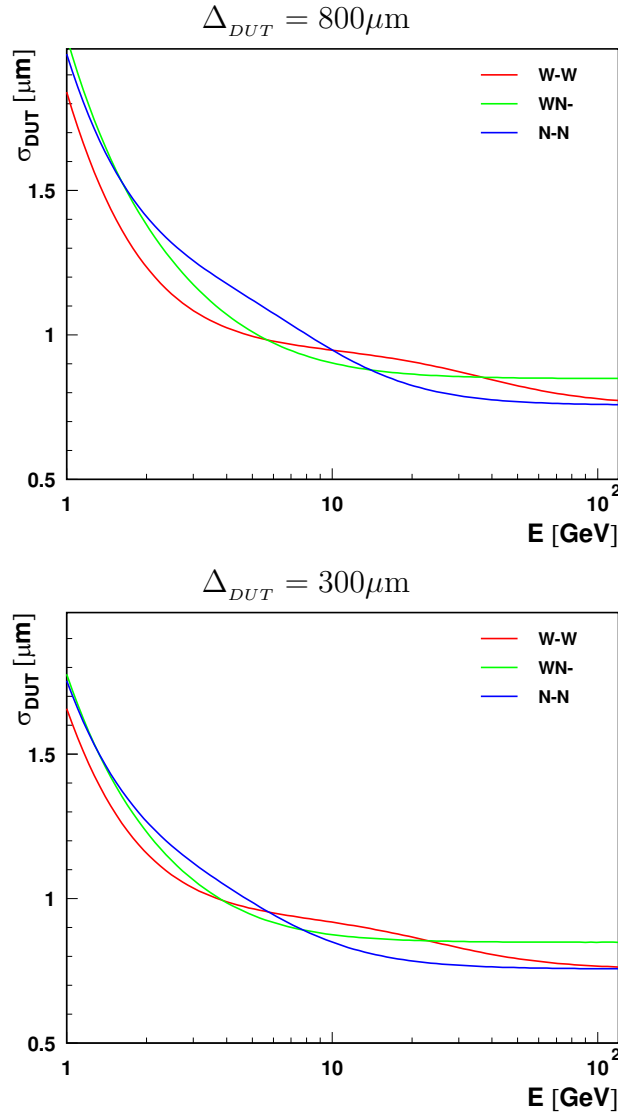 Δ_DUT = 800μm
σ_DUT [μm]
W-W
WN-
N-N
1.5
1
0.5
1
10
10^2
E [GeV]
Δ_DUT = 300μm
σ_DUT [μm]
W-W
WN-
N-N
1.5
1
0.5
1
10
10^2
E [GeV]